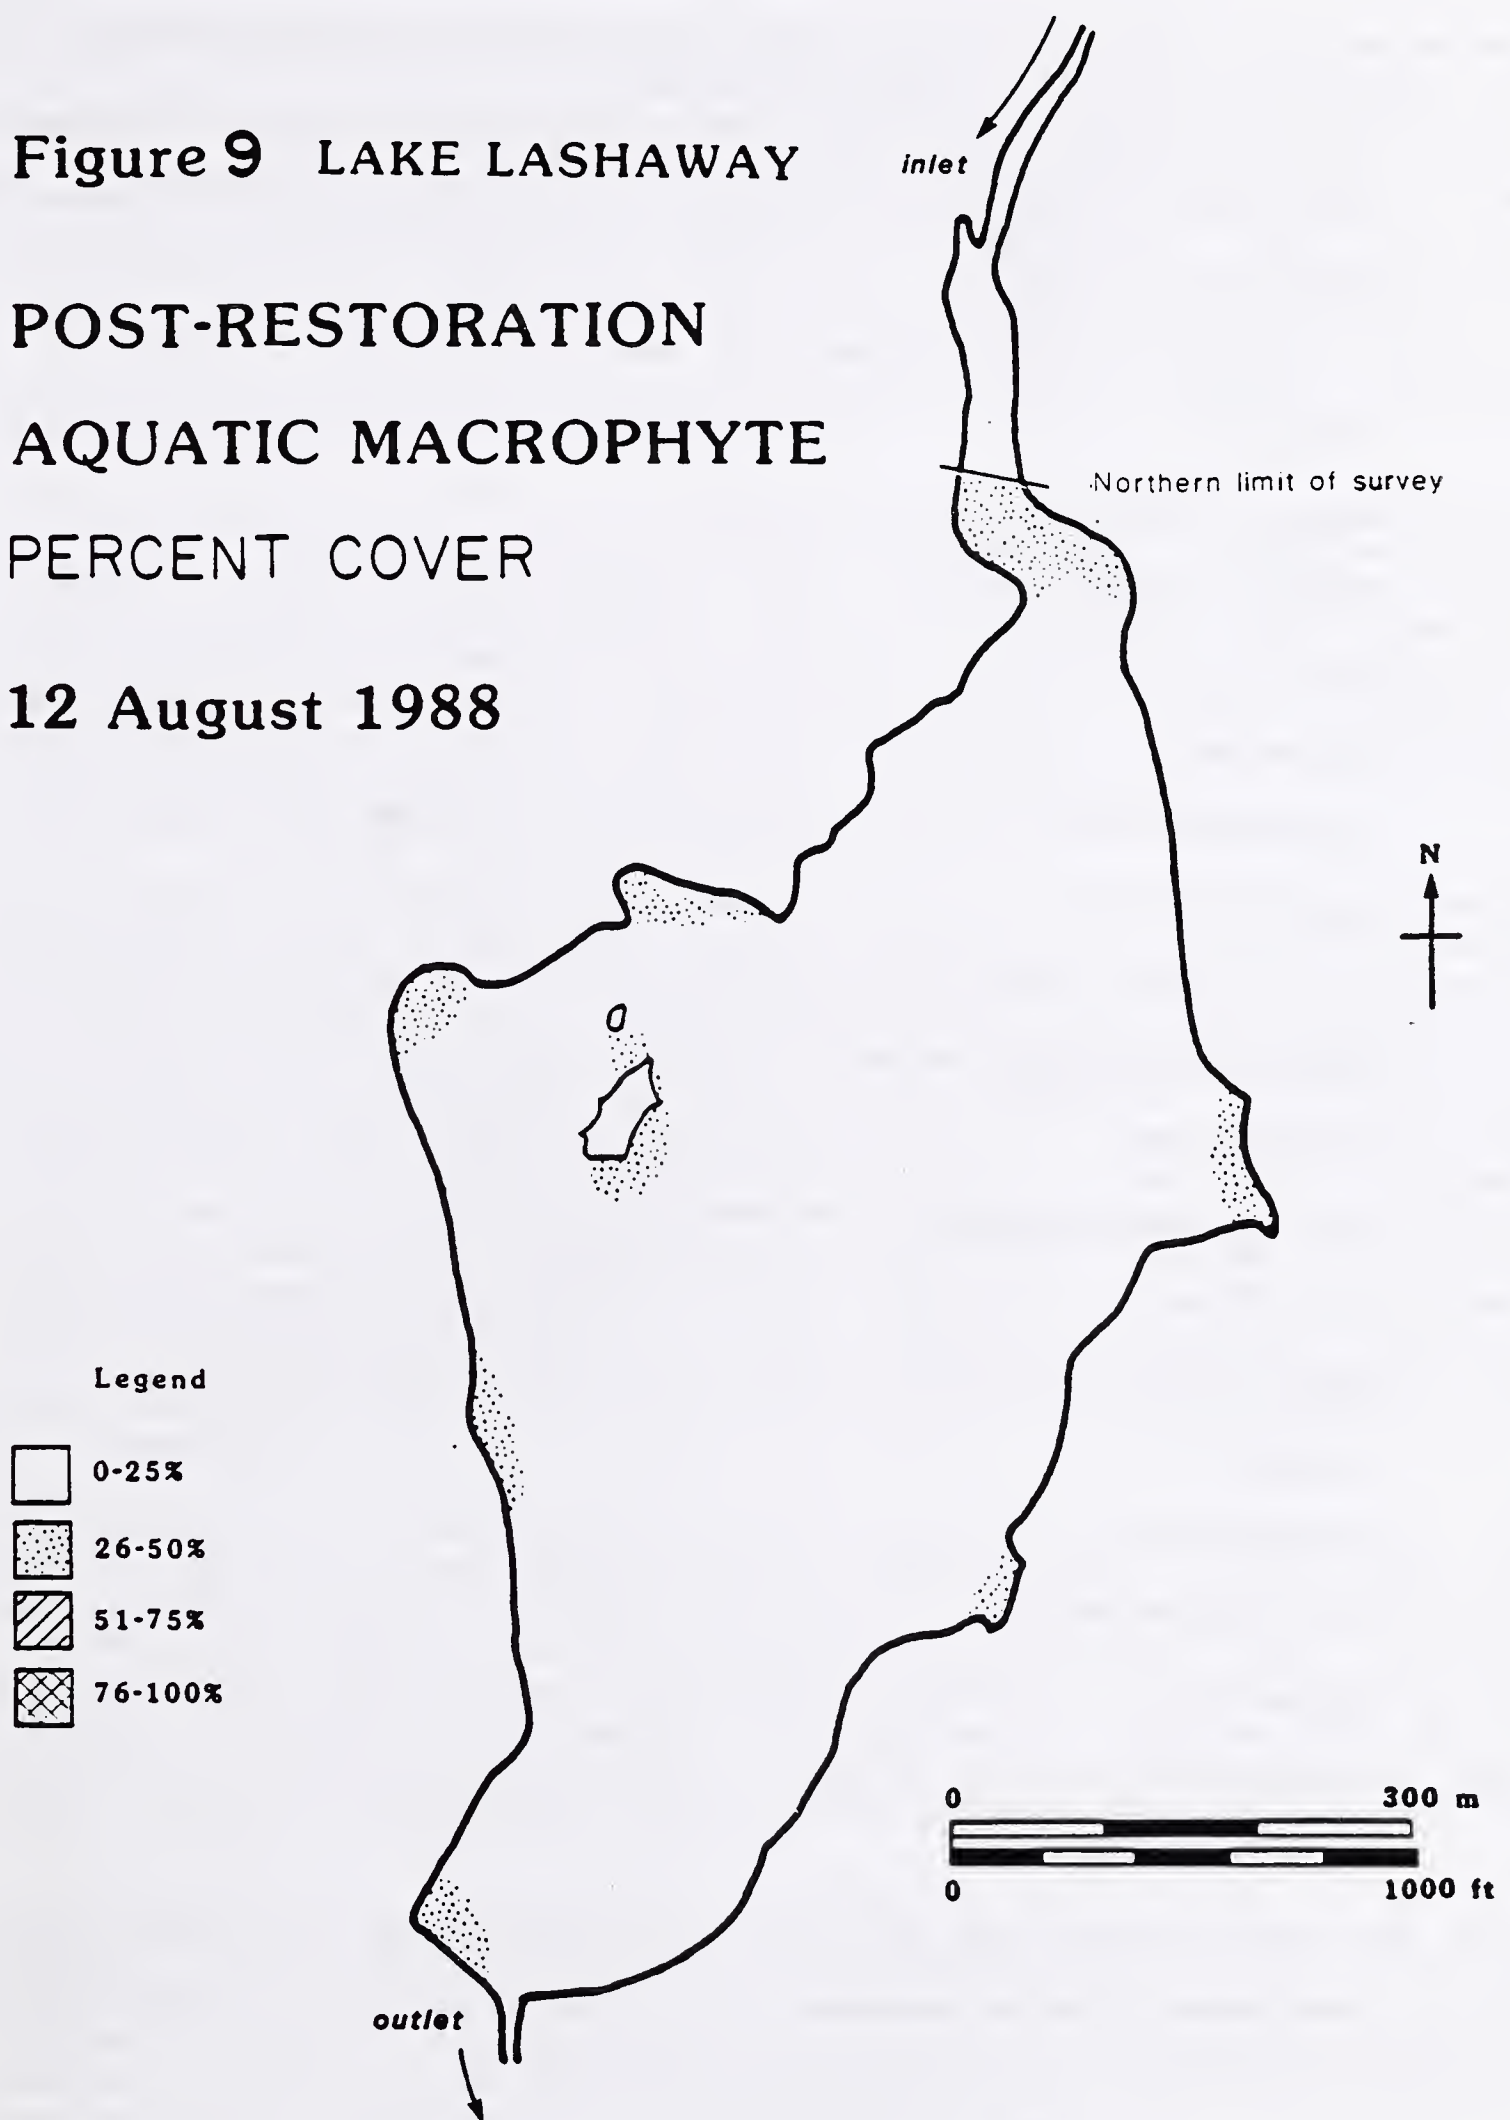 Figure 9 LAKE LASHAWAY
POST-RESTORATION
AQUATIC MACROPHYTE
PERCENT COVER
12 August 1988
inlet
Northern limit of survey
N
Legend
0-25%
26-50%
51-75%
76-100%
0 300 m
0 1000 ft
outlet